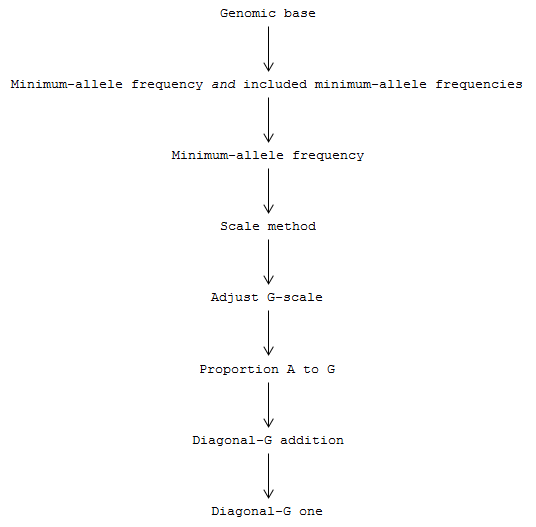 Genomic base
Minimum-allele frequency and included minimum-allele frequencies
Minimum-allele frequency
Scale method
Adjust G-scale
Proportion A to G
Diagonal-G addition
Diagonal-G one